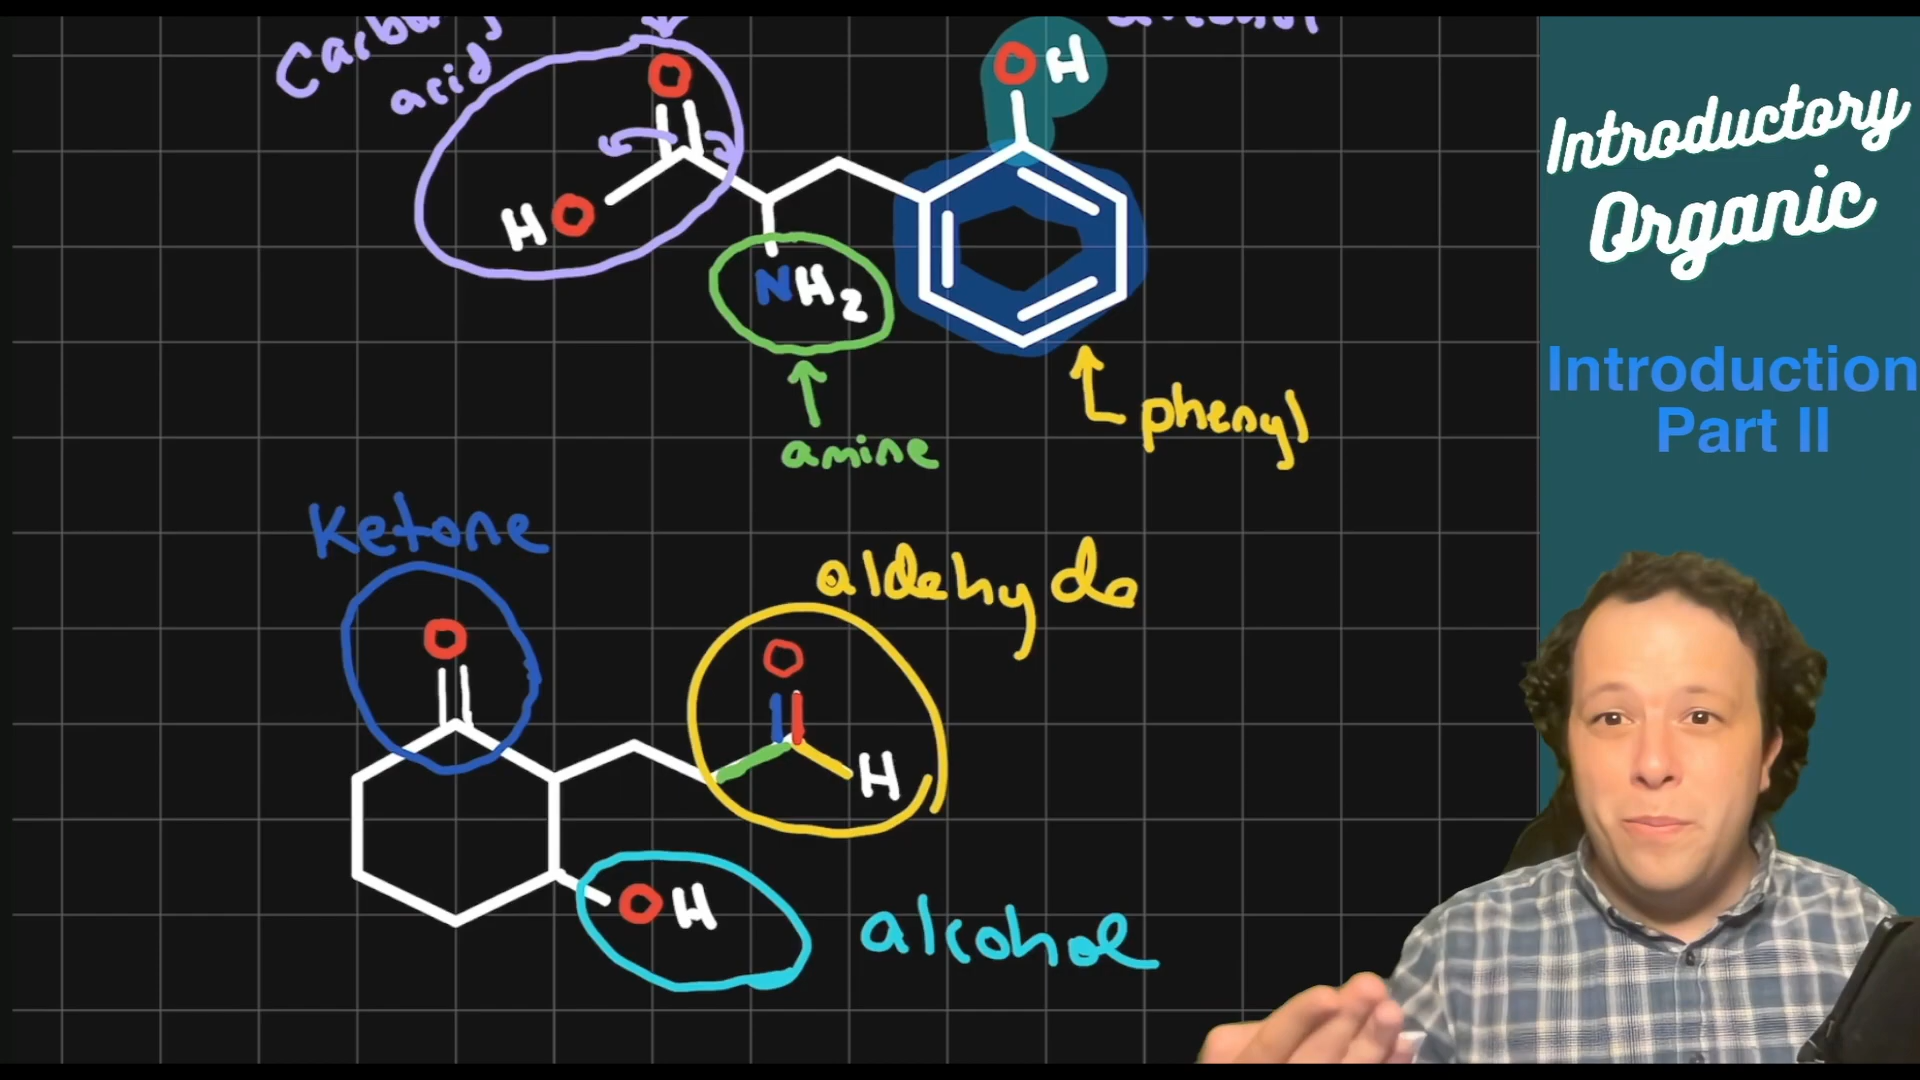 acid
O
OH
HO
NH2
amine
phenyl
Ketone
aldehyde
O
O
H
OH
alcohol
Introductory
Organic
Introduction
Part II